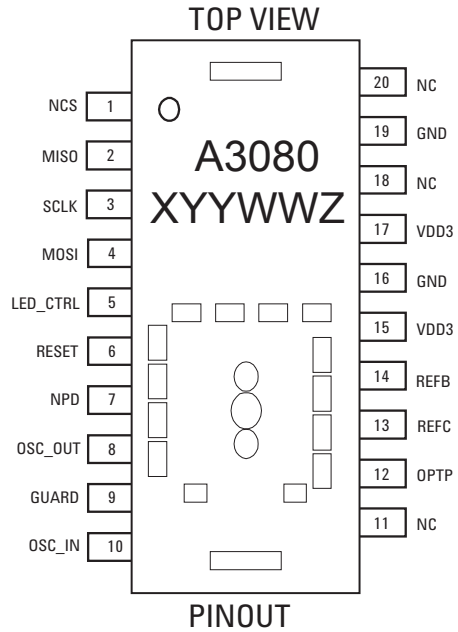 TOP VIEW
NCS 1
MISO 2
SCLK 3
MOSI 4
LED_CTRL 5
RESET 6
NPD 7
OSC_OUT 8
GUARD 9
OSC_IN 10
A3080
XYYWWZ
20 NC
19 GND
18 NC
17 VDD3
16 GND
15 VDD3
14 REFB
13 REFC
12 OPTP
11 NC
PINOUT